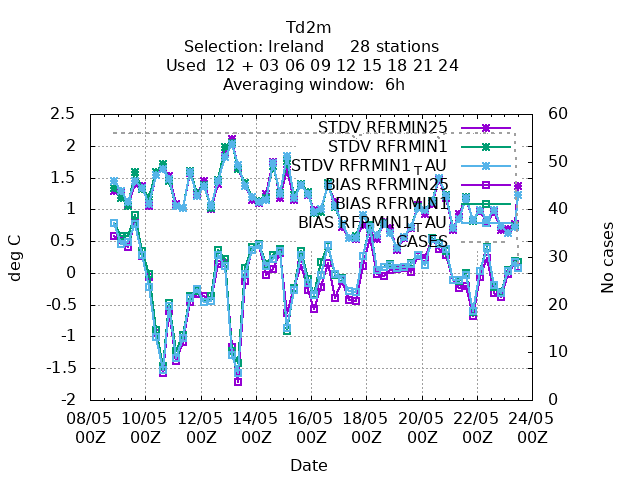 Td2m
Selection: Ireland 28 stations
Used 12 + 03 06 09 12 15 18 21 24
Averaging window: 6h
deg C
2.5
2
1.5
1
0.5
0
-0.5
-1
-1.5
-2
STDV RFRMIN25
STDV RFRMIN1
STDV RFRMIN1_AU
BIAS RFRMIN25
BIAS RFRMIN1
BIAS RFRMIN1_AU
CASES
60
50
40
30
20
10
0
No cases
08/05 10/05 12/05 14/05 16/05 18/05 20/05 22/05 24/05
00Z 00Z 00Z 00Z 00Z 00Z 00Z 00Z 00Z
Date